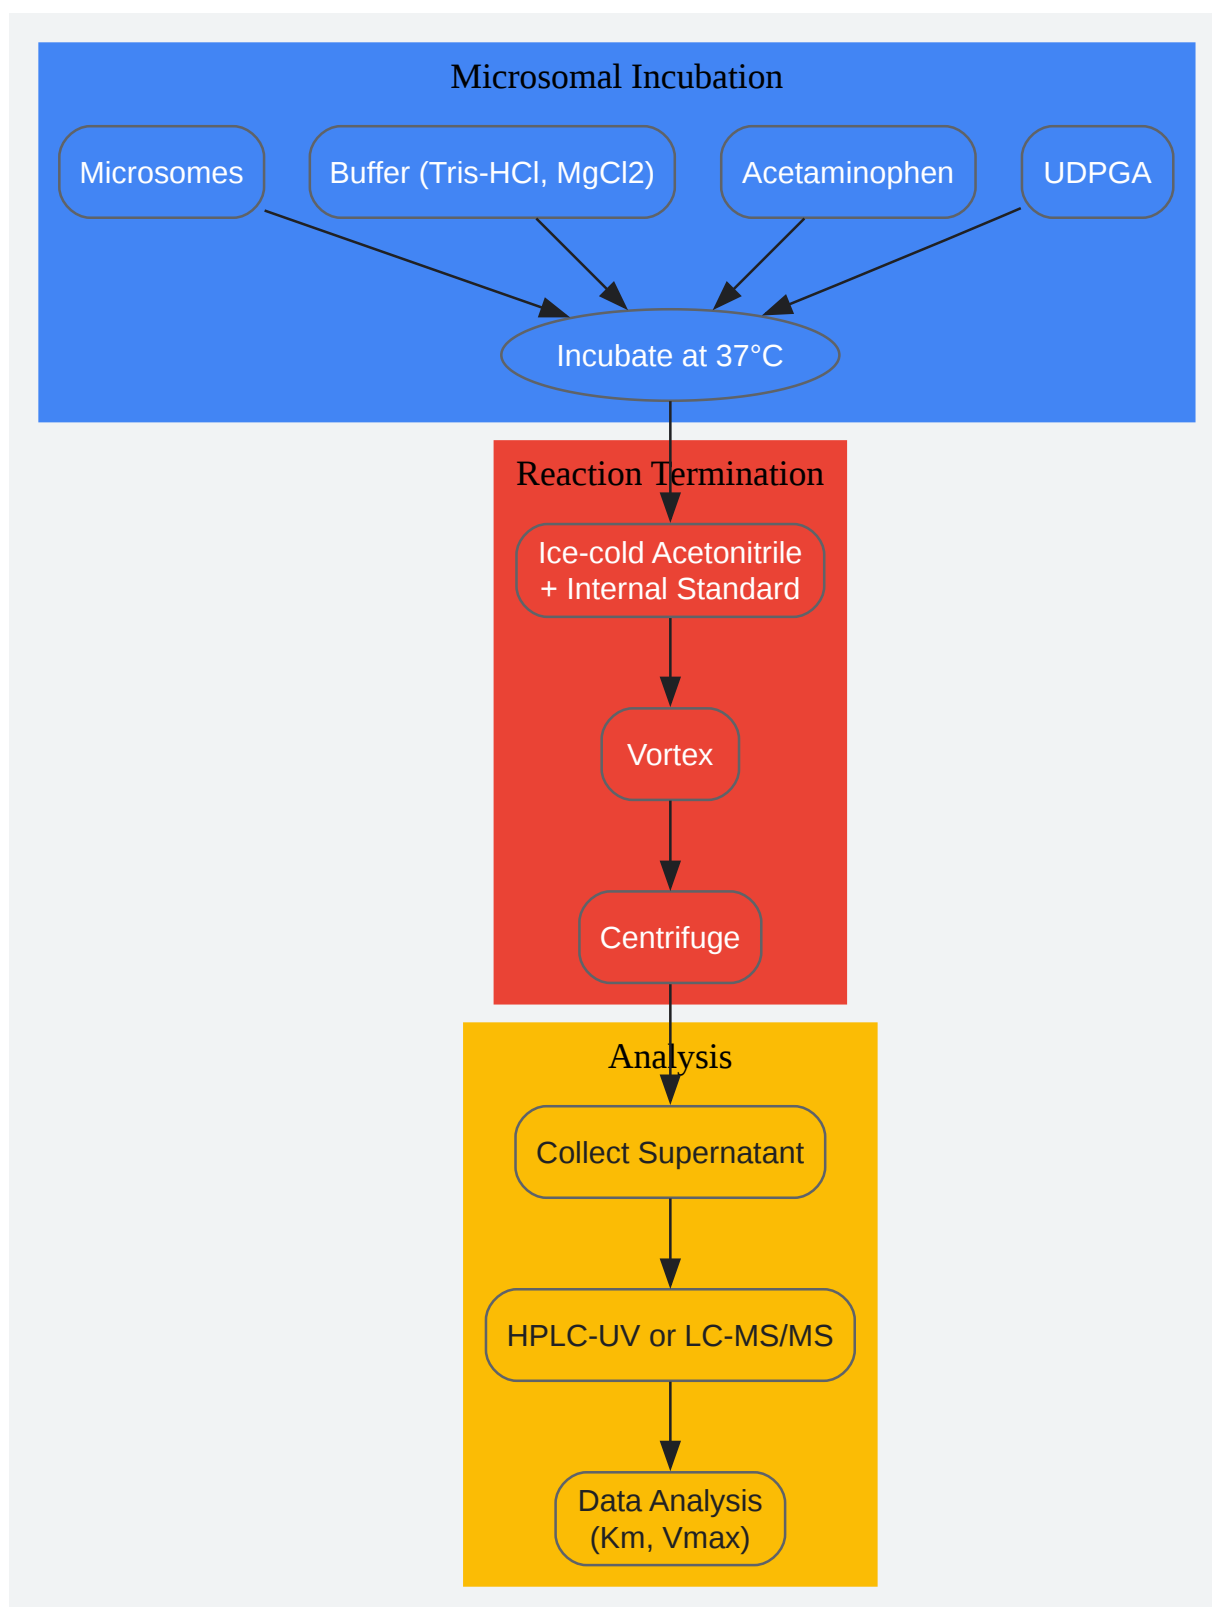 Microsomal Incubation
Microsomes
Buffer (Tris-HCl, MgCl2)
Acetaminophen
UDPGA
Incubate at 37°C
Reaction Termination
Ice-cold Acetonitrile
+ Internal Standard
Vortex
Centrifuge
Analysis
Collect Supernatant
HPLC-UV or LC-MS/MS
Data Analysis
(Km, Vmax)